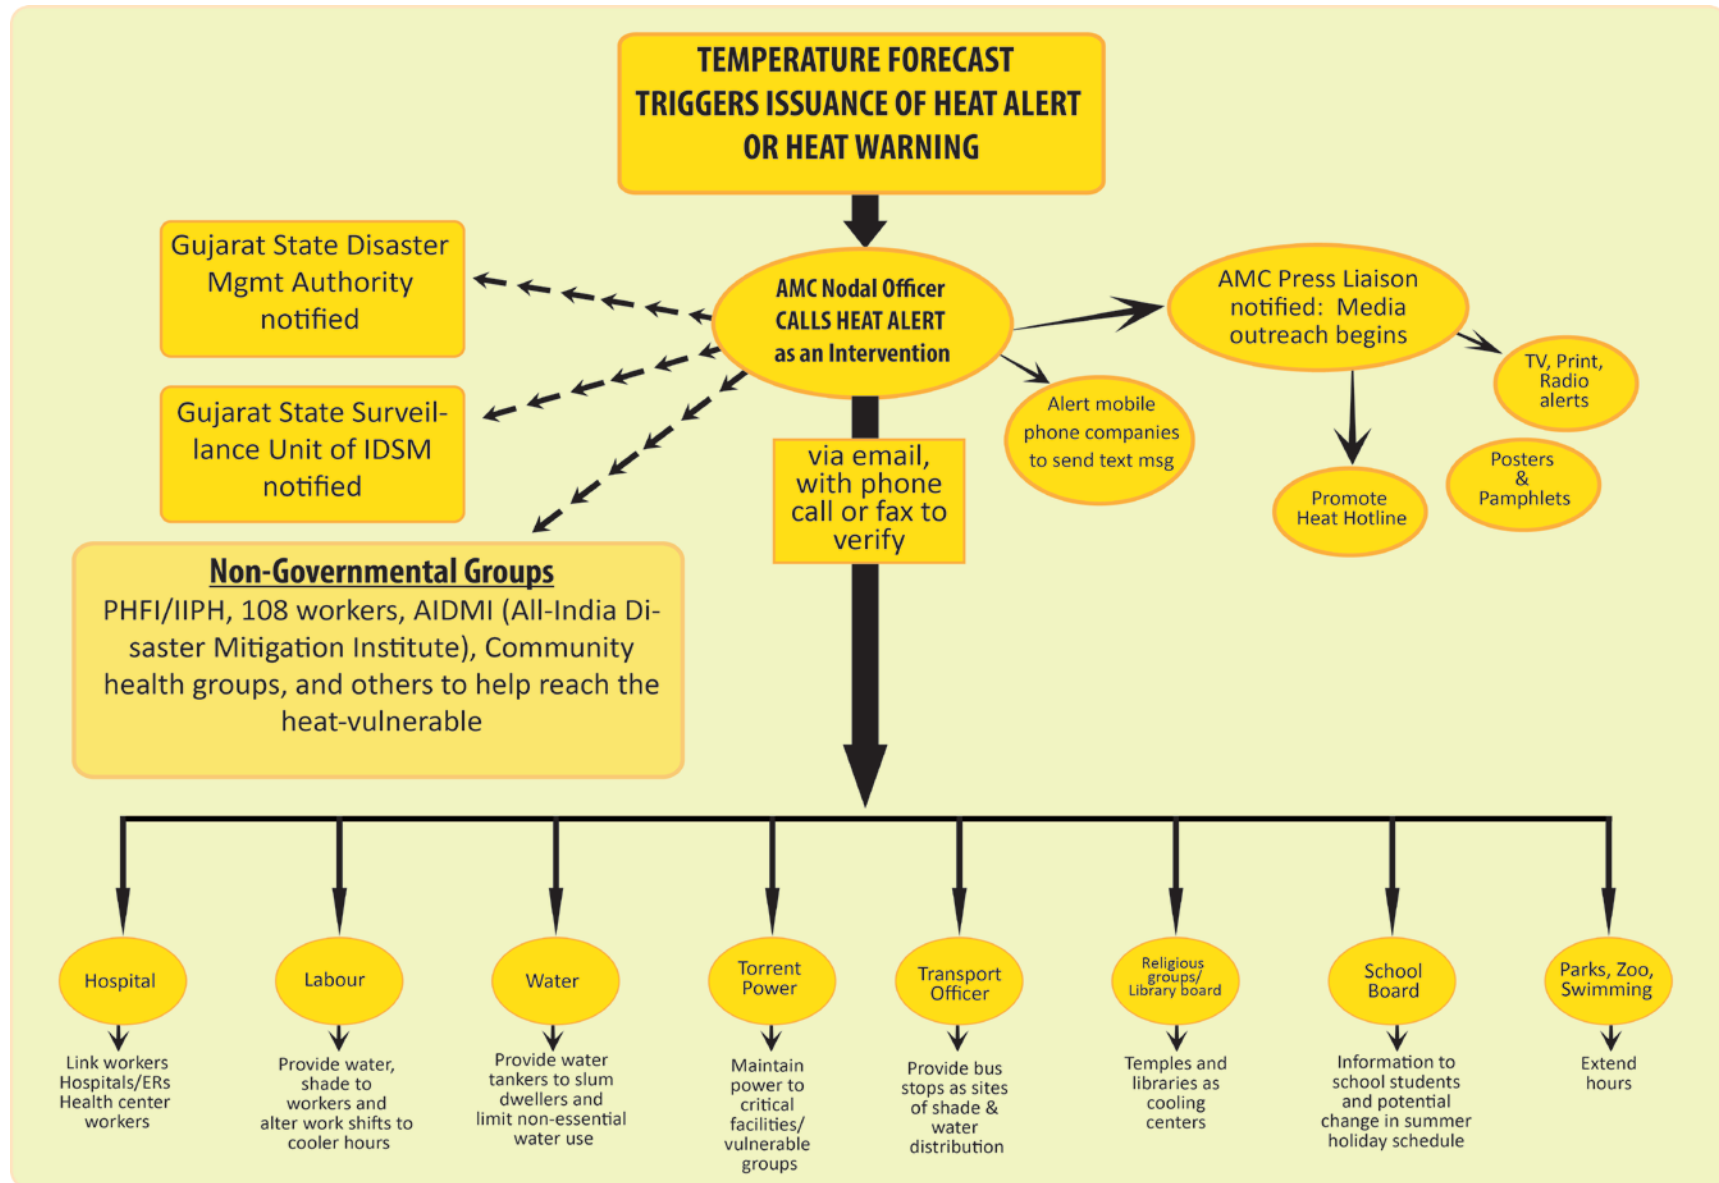 TEMPERATURE FORECAST
TRIGGERS ISSUANCE OF HEAT ALERT
OR HEAT WARNING
Gujarat State Disaster
Mgmt Authority
notified
AMC Nodal Officer
CALLS HEAT ALERT
as an Intervention
AMC Press Liaison
notified: Media
outreach begins
TV, Print,
Radio
alerts
Alert mobile
phone companies
to send text msg
Gujarat State Surveil-
lance Unit of IDSM
notified
via email,
with phone
call or fax to
verify
Posters
&
Pamphlets
Promote
Heat Hotline
Non-Governmental Groups
PHFI/IIPH, 108 workers, AIDMI (All-India Di-
saster Mitigation Institute), Community
health groups, and others to help reach the
heat-vulnerable
Hospital
Link workers
Hospitals/ERs
Health center
workers
Labour
Provide water,
shade to
workers and
alter work shifts to
cooler hours
Water
Provide water
tankers to slum
dwellers and
limit non-essential
water use
Torrent
Power
Maintain
power to
critical
facilities/
vulnerable
groups
Transport
Officer
Provide bus
stops as sites
of shade &
water
distribution
Religious
groups/
Library board
Temples and
libraries as
cooling
centers
School
Board
Information to
school students
and potential
change in summer
holiday schedule
Parks, Zoo,
Swimming
Extend
hours